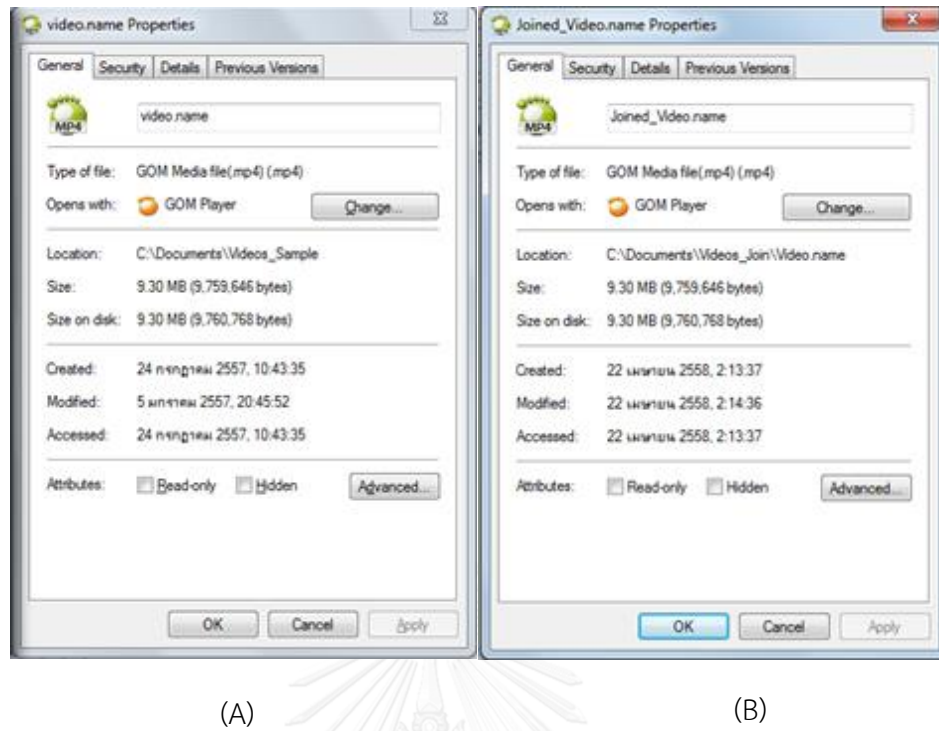 video.name Properties
General Security Details Previous Versions
MP4
video.name
Type of file: GOM Media file(.mp4) (.mp4)
Opens with: GOM Player Change...
Location: C:\Documents\Videos_Sample
Size: 9.30 MB (9,759,646 bytes)
Size on disk: 9.30 MB (9,760,768 bytes)
Created: 24 กรกฎาคม 2557, 10:43:35
Modified: 5 มกราคม 2557, 20:45:52
Accessed: 24 กรกฎาคม 2557, 10:43:35
Attributes: Read-only Hidden Advanced...
OK Cancel Apply
(A)
Joined_Video.name Properties
General Security Details Previous Versions
MP4
Joined_Video.name
Type of file: GOM Media file(.mp4) (.mp4)
Opens with: GOM Player Change...
Location: C:\Documents\Videos_Join\Video.name
Size: 9.30 MB (9,759,646 bytes)
Size on disk: 9.30 MB (9,760,768 bytes)
Created: 22 เมษายน 2558, 2:13:37
Modified: 22 เมษายน 2558, 2:14:36
Accessed: 22 เมษายน 2558, 2:13:37
Attributes: Read-only Hidden Advanced...
OK Cancel Apply
(B)